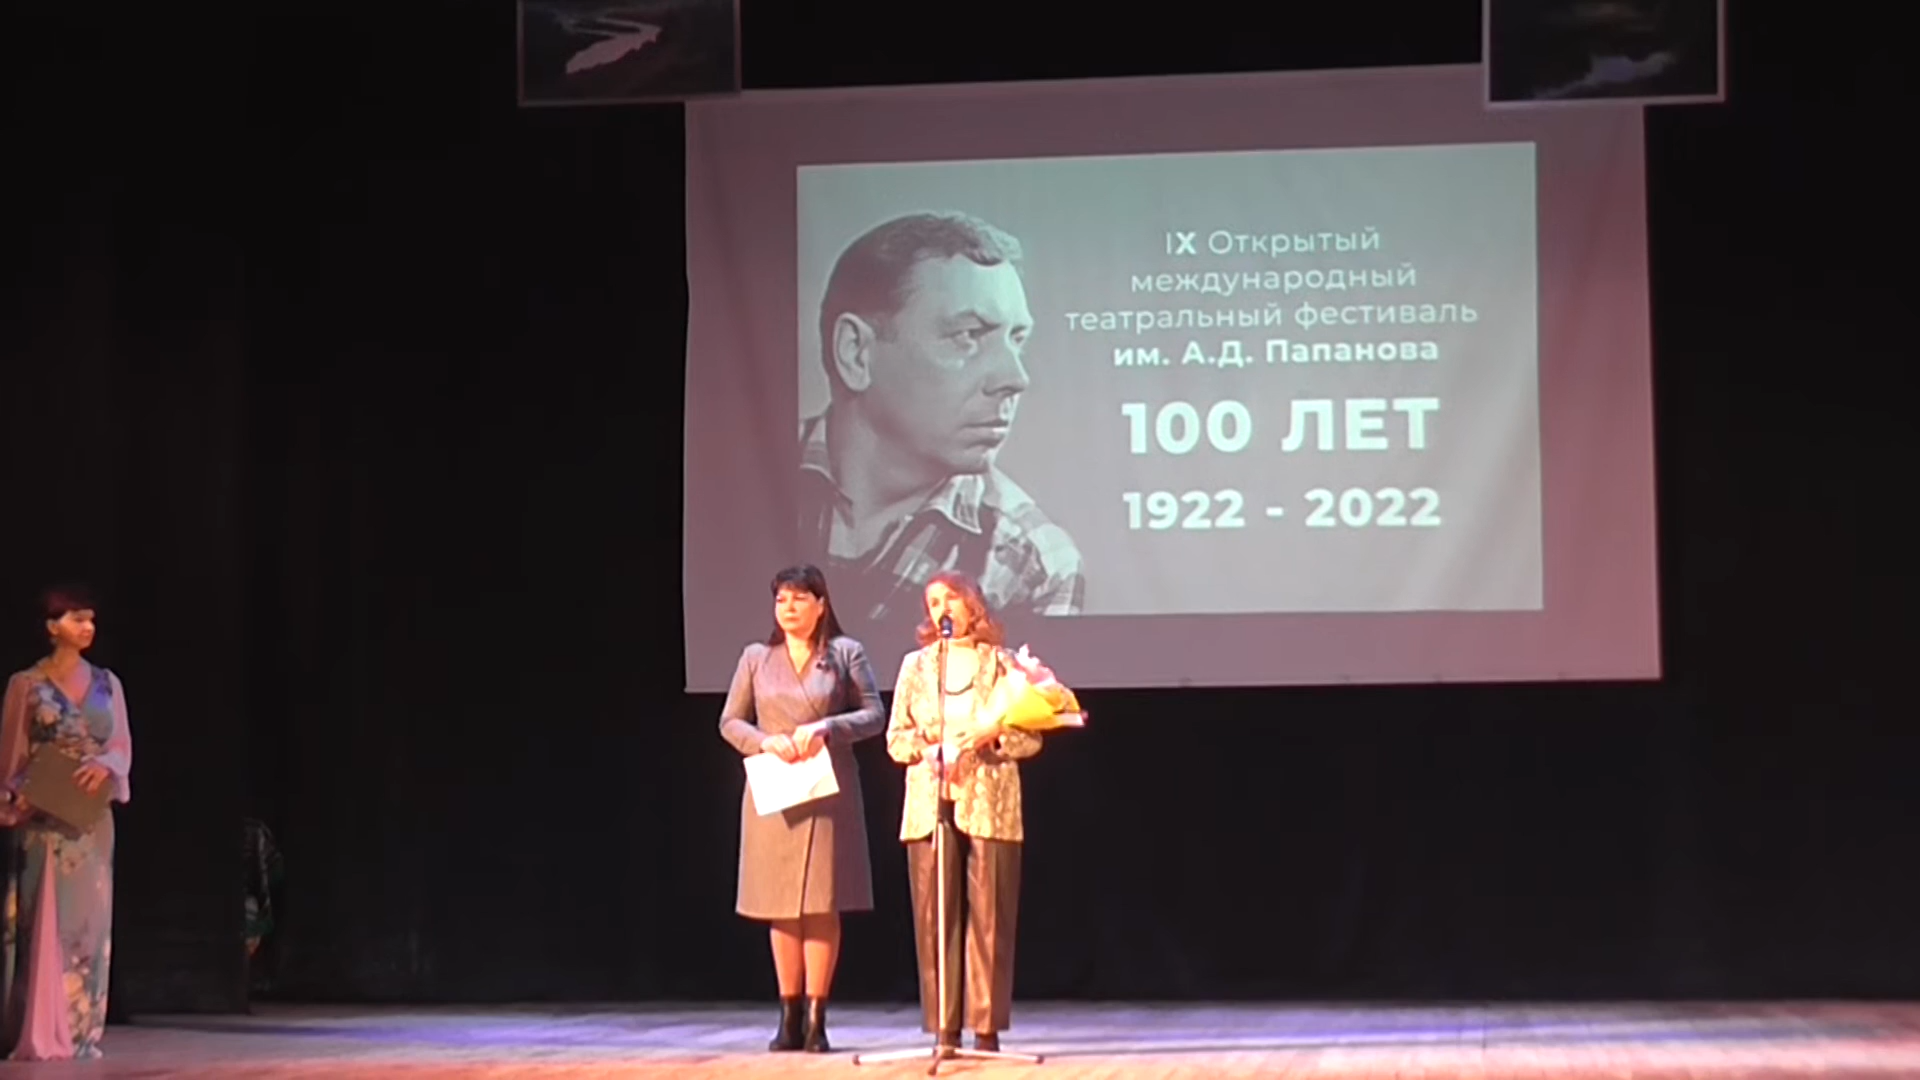 IX Открытый
международный
театральный фестиваль
им. А.Д. Папанова
100 ЛЕТ
1922 - 2022